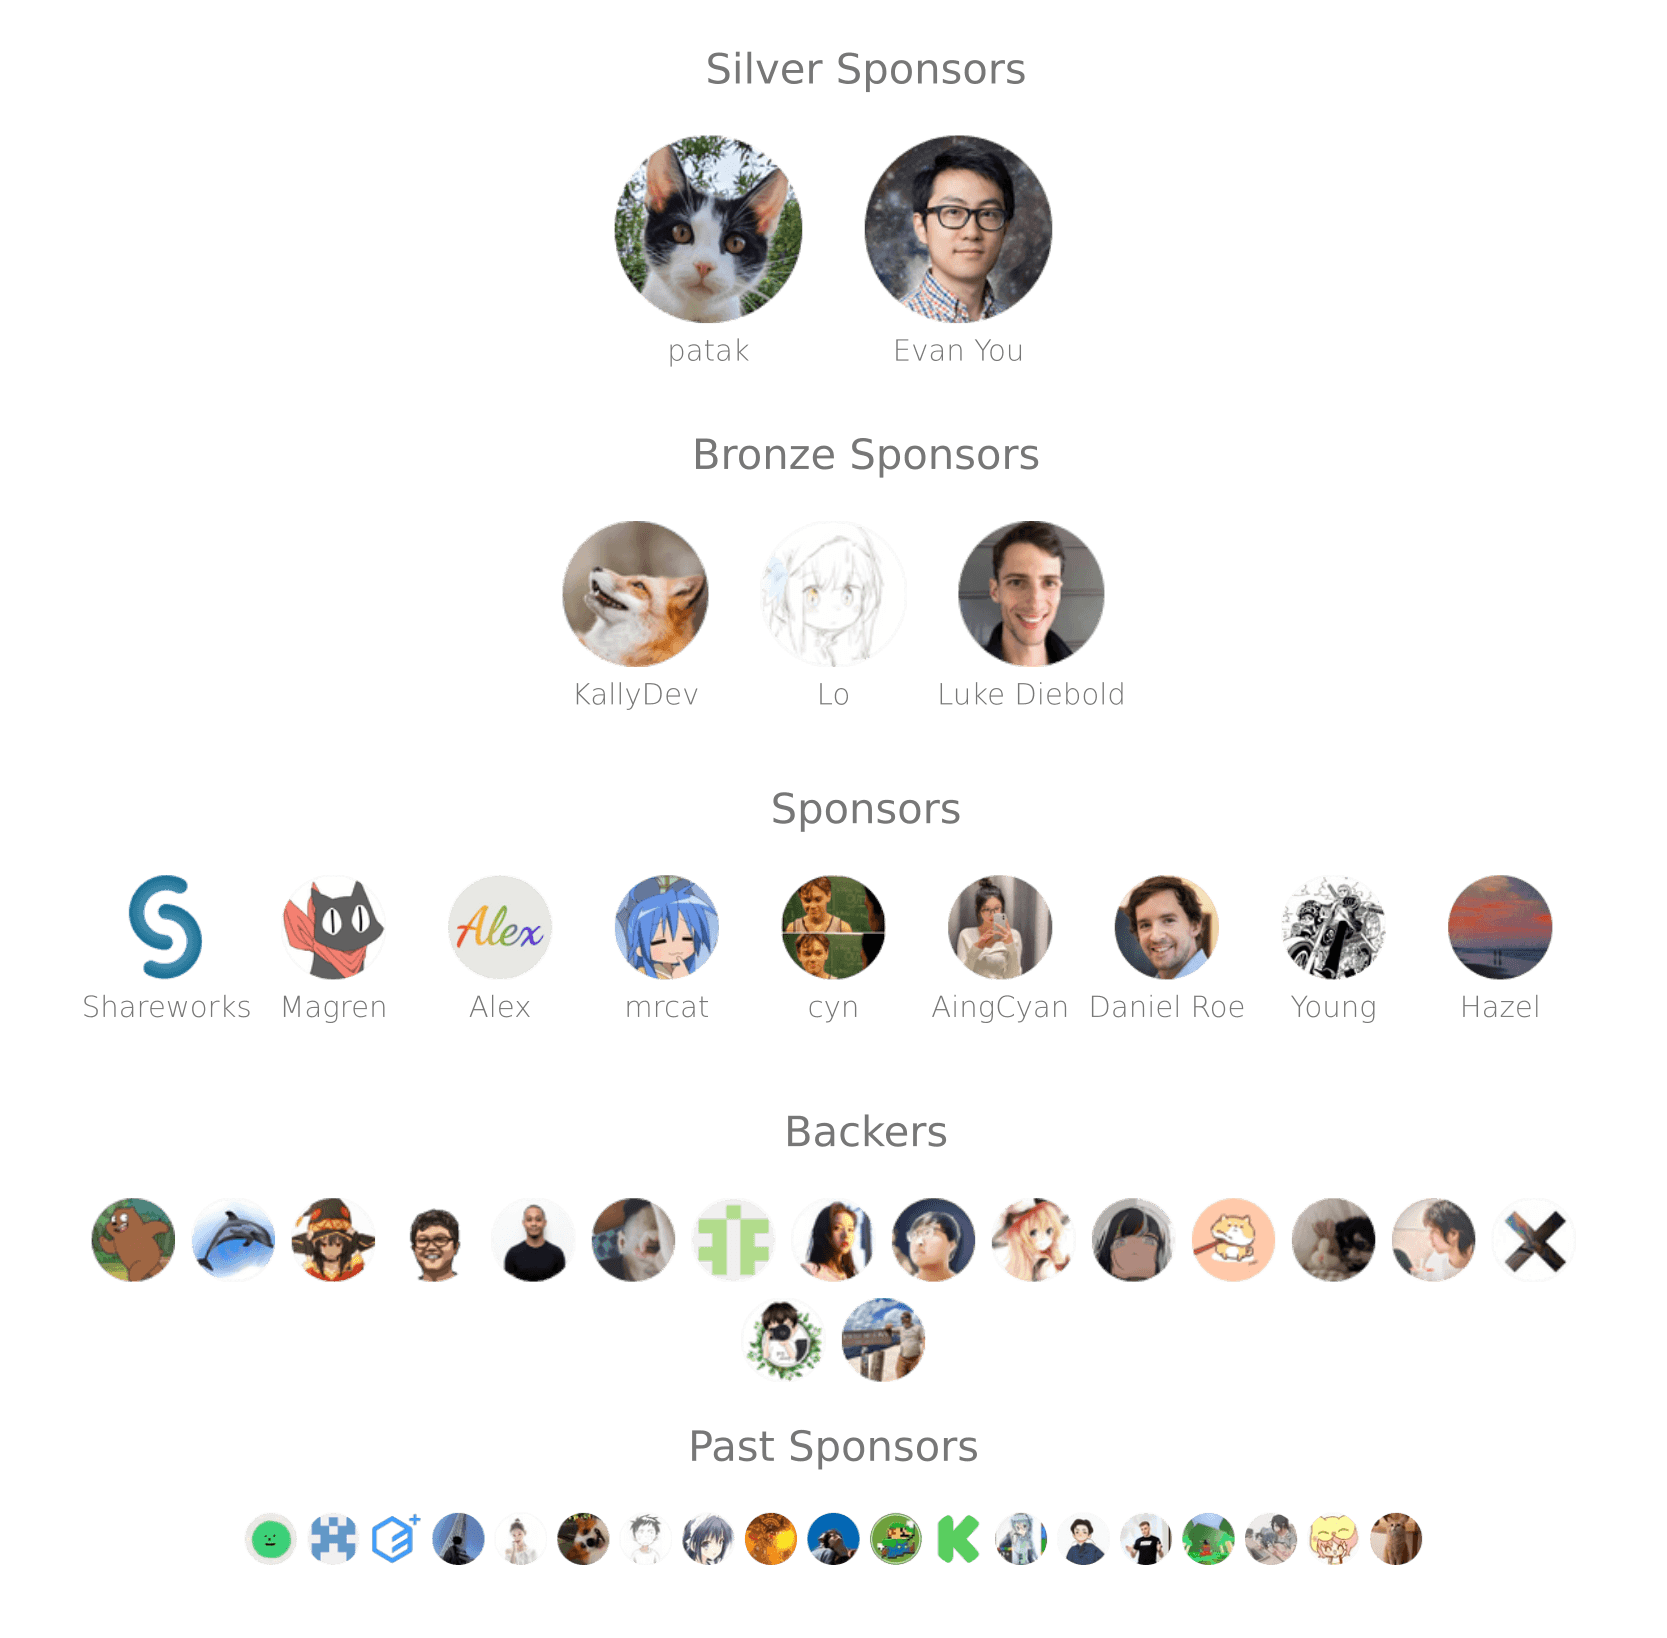 Silver Sponsors
patak Evan You
Bronze Sponsors
KallyDev Lo Luke Diebold
Sponsors
Alex
Shareworks Magren Alex mrcat cyn AingCyan Daniel Roe Young Hazel
Backers
Past Sponsors